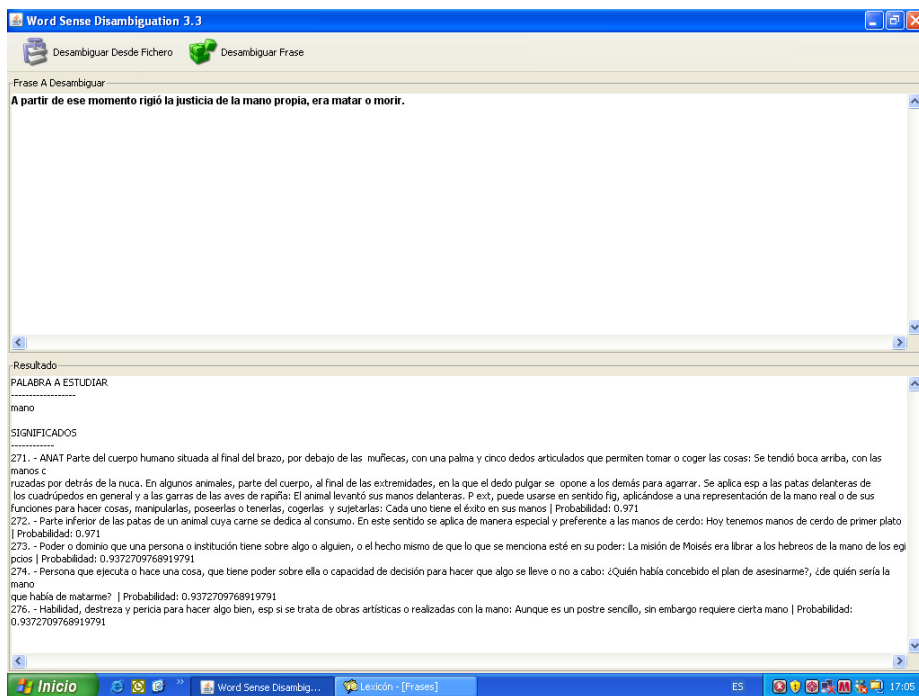 Word Sense Disambiguation 3.3
Desambiguar Desde Fichero Desambiguar Frase
Frase A Desambiguar
A partir de ese momento rigió la justicia de la mano propia, era matar o morir.
Resultado
PALABRA A ESTUDIAR
------------------
mano
SIGNIFICADOS
------------
271. - ANAT Parte del cuerpo humano situada al final del brazo, por debajo de las muñecas, con una palma y cinco dedos articulados que permiten tomar o coger las cosas: Se tendió boca arriba, con las
manos c
ruzadas por detrás de la nuca. En algunos animales, parte del cuerpo, al final de las extremidades, en la que el dedo pulgar se opone a los demás para agarrar. Se aplica esp a las patas delanteras de
los cuadrúpedos en general y a las garras de las aves de rapiña: El animal levantó sus manos delanteras. P ext, puede usarse en sentido fig, aplicándose a una representación de la mano real o de sus
funciones para hacer cosas, manipularlas, poseerlas o tenerlas, cogerlas y sujetarlas: Cada uno tiene el éxito en sus manos | Probabilidad: 0.971
272. - Parte inferior de las patas de un animal cuya carne se dedica al consumo. En este sentido se aplica de manera especial y preferente a las manos de cerdo: Hoy tenemos manos de cerdo de primer plato
| Probabilidad: 0.971
273. - Poder o dominio que una persona o institución tiene sobre algo o alguien, o el hecho mismo de que lo que se menciona esté en su poder: La misión de Moisés era librar a los hebreos de la mano de los egi
pcios | Probabilidad: 0.9372709768919791
274. - Persona que ejecuta o hace una cosa, que tiene poder sobre ella o capacidad de decisión para hacer que algo se lleve o no a cabo: ¿Quién había concebido el plan de asesinarme?, ¿de quién sería la
mano
que había de matarme? | Probabilidad: 0.9372709768919791
276. - Habilidad, destreza y pericia para hacer algo bien, esp si se trata de obras artísticas o realizadas con la mano: Aunque es un postre sencillo, sin embargo requiere cierta mano | Probabilidad:
0.9372709768919791
Inicio » Word Sense Disambig... Lexicón - [Frases] ES 17:05